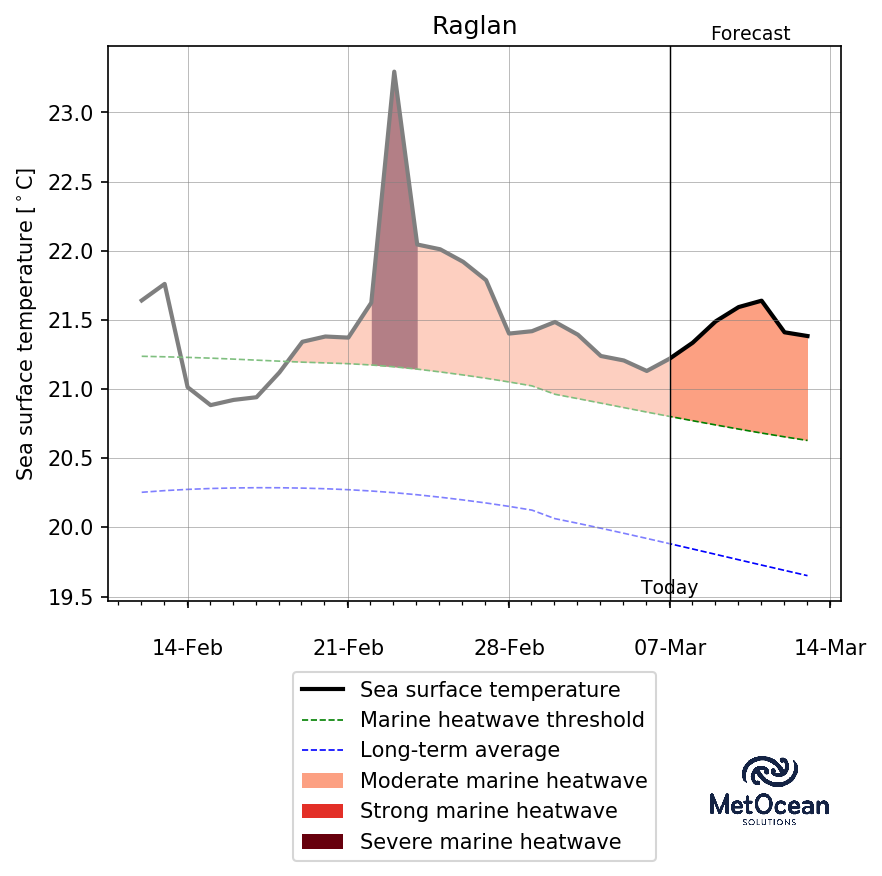 Raglan
Forecast
Sea surface temperature [°C]
23.0
22.5
22.0
21.5
21.0
20.5
20.0
19.5
Today
14-Feb 21-Feb 28-Feb 07-Mar 14-Mar
Sea surface temperature
Marine heatwave threshold
Long-term average
Moderate marine heatwave
Strong marine heatwave
Severe marine heatwave
MetOcean
SOLUTIONS